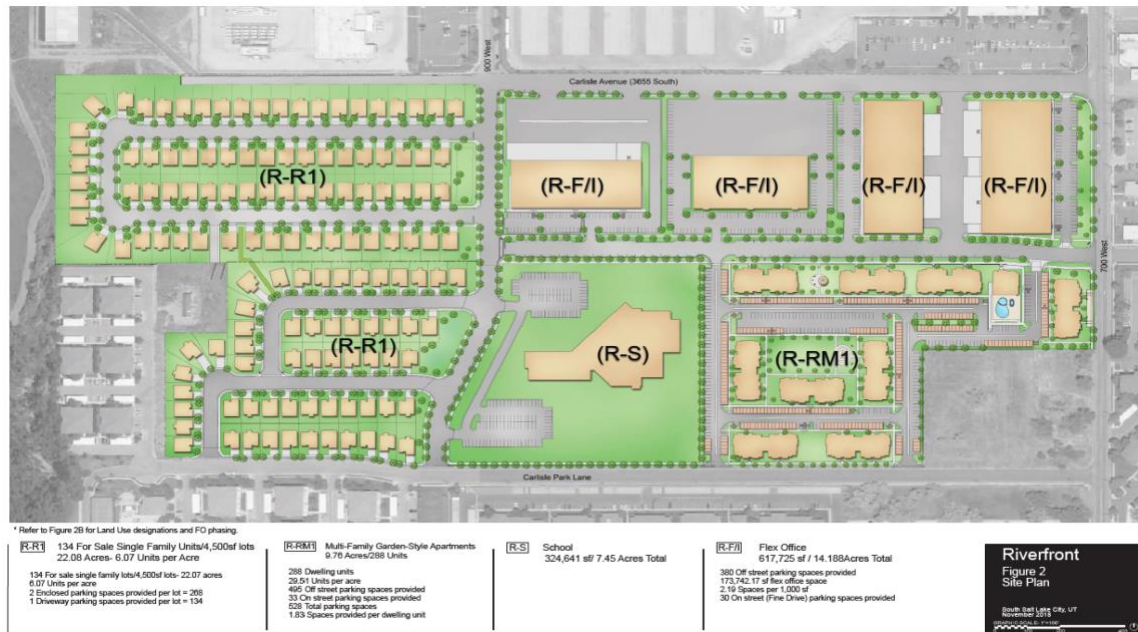 900 West
Carlisle Avenue (3655 South)
(R-R1)
(R-F/I)
(R-F/I)
(R-F/I)
(R-F/I)
700 West
(R-R1)
(R-S)
(R-RM1)
Carlisle Park Lane
* Refer to Figure 2B for Land Use designations and FO phasing.
R-R1 134 For Sale Single Family Units/4,500sf lots
22.08 Acres- 6.07 Units per Acre
134 For sale single family lots/4,500sf lots- 22.07 acres
6.07 Units per acre
2 Enclosed parking spaces provided per lot = 268
1 Driveway parking spaces provided per lot = 134
R-RM1 Multi-Family Garden-Style Apartments
9.76 Acres/288 Units
288 Dwelling units
29.51 Units per acre
495 Off street parking spaces provided
33 On street parking spaces provided
528 Total parking spaces
1.83 Spaces provided per dwelling unit
R-S School
324,641 sf/ 7.45 Acres Total
R-F/I Flex Office
617,725 sf / 14.188Acres Total
380 Off street parking spaces provided
173,742.17 sf flex office space
2.19 Spaces per 1,000 sf
30 On street (Fine Drive) parking spaces provided
Riverfront
Figure 2
Site Plan
South Salt Lake City, UT
November 2018
GRAPHIC SCALE: 1"=100'